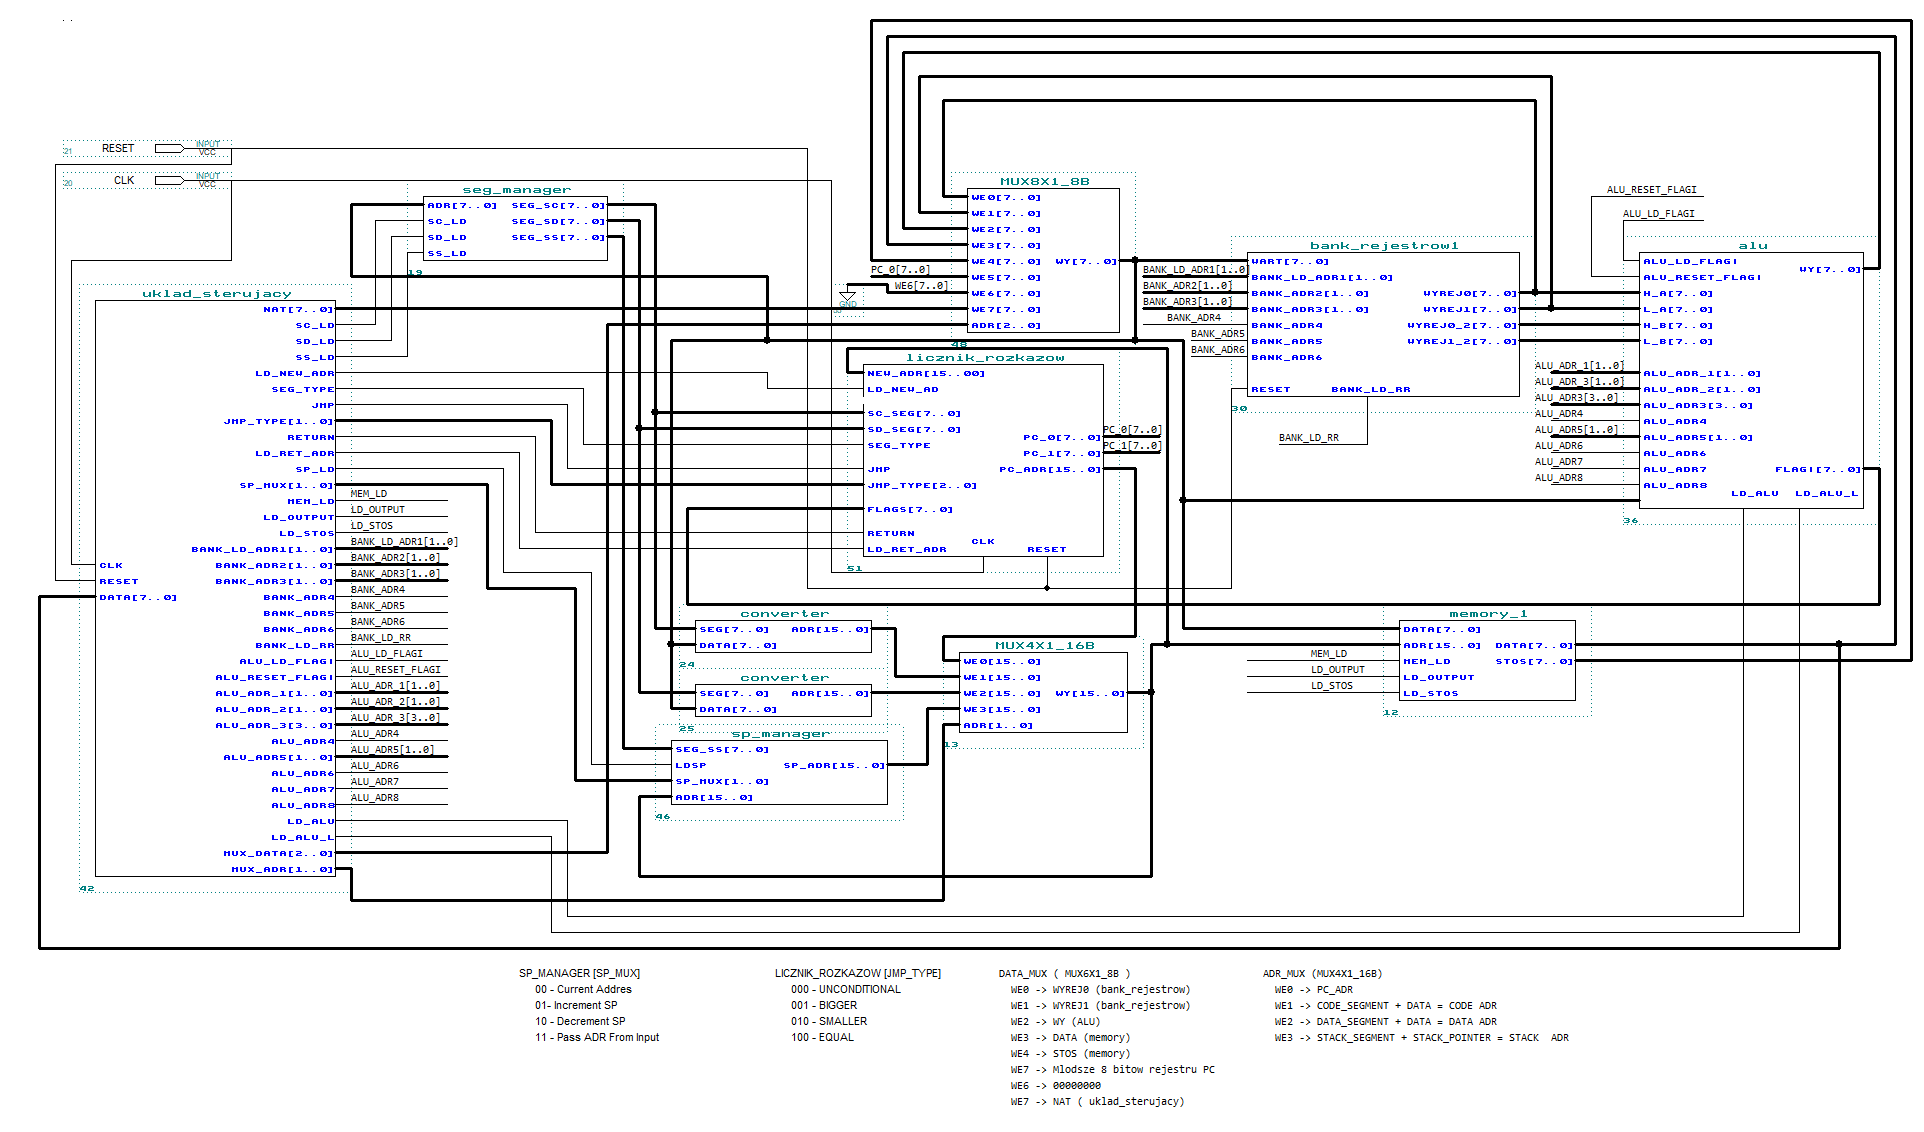 RESET
INPUT
VCC
21
CLK
INPUT
VCC
20
seg_manager
ADR[7..0]
SC_LD
SD_LD
SS_LD
SEG_SC[7..0]
SEG_SD[7..0]
SEG_SS[7..0]
19
uklad_sterujacy
CLK
RESET
DATA[7..0]
NAT[7..0]
SC_LD
SD_LD
SS_LD
LD_NEW_ADR
SEG_TYPE
JMP
JMP_TYPE[1..0]
RETURN
LD_RET_ADR
SP_LD
SP_MUX[1..0]
MEM_LD
LD_OUTPUT
LD_STOS
BANK_LD_ADR1[1..0]
BANK_ADR2[1..0]
BANK_ADR3[1..0]
BANK_ADR4
BANK_ADR5
BANK_ADR6
BANK_LD_RR
ALU_LD_FLAGI
ALU_RESET_FLAGI
ALU_ADR_1[1..0]
ALU_ADR_2[1..0]
ALU_ADR_3[3..0]
ALU_ADR4
ALU_ADR5[1..0]
ALU_ADR6
ALU_ADR7
ALU_ADR8
LD_ALU
LD_ALU_L
MUX_DATA[2..0]
MUX_ADR[1..0]
42
MEM_LD
LD_OUTPUT
LD_STOS
BANK_LD_ADR1[1..0]
BANK_ADR2[1..0]
BANK_ADR3[1..0]
BANK_ADR4
BANK_ADR5
BANK_ADR6
BANK_LD_RR
ALU_LD_FLAGI
ALU_RESET_FLAGI
ALU_ADR_1[1..0]
ALU_ADR_2[1..0]
ALU_ADR_3[3..0]
ALU_ADR4
ALU_ADR5[1..0]
ALU_ADR6
ALU_ADR7
ALU_ADR8
MUX8X1_8B
WE0[7..0]
WE1[7..0]
WE2[7..0]
WE3[7..0]
WE4[7..0]
WE5[7..0]
WE6[7..0]
WE7[7..0]
ADR[2..0]
WY[7..0]
48
PC_0[7..0]
WE6[7..0]
GND
licznik_rozkazow
NEW_ADR[15..00]
LD_NEW_AD
SC_SEG[7..0]
SD_SEG[7..0]
SEG_TYPE
JMP
JMP_TYPE[2..0]
FLAGS[7..0]
RETURN
LD_RET_ADR
PC_0[7..0]
PC_1[7..0]
PC_ADR[15..0]
CLK
RESET
51
PC_0[7..0]
PC_1[7..0]
bank_rejestrow1
WART[7..0]
BANK_LD_ADR1[1..0]
BANK_ADR2[1..0]
BANK_ADR3[1..0]
BANK_ADR4
BANK_ADR5
BANK_ADR6
RESET
BANK_LD_RR
WYREJ0[7..0]
WYREJ1[7..0]
WYREJ0_2[7..0]
WYREJ1_2[7..0]
30
BANK_LD_ADR1[1..0]
BANK_ADR2[1..0]
BANK_ADR3[1..0]
BANK_ADR4
BANK_ADR5
BANK_ADR6
BANK_LD_RR
ALU_RESET_FLAGI
ALU_LD_FLAGI
alu
ALU_LD_FLAGI
ALU_RESET_FLAGI
H_A[7..0]
L_A[7..0]
H_B[7..0]
L_B[7..0]
ALU_ADR_1[1..0]
ALU_ADR_2[1..0]
ALU_ADR3[3..0]
ALU_ADR4
ALU_ADR5[1..0]
ALU_ADR6
ALU_ADR7
ALU_ADR8
WY[7..0]
FLAGI[7..0]
LD_ALU
LD_ALU_L
36
ALU_ADR_1[1..0]
ALU_ADR_3[1..0]
ALU_ADR3[3..0]
ALU_ADR4
ALU_ADR5[1..0]
ALU_ADR6
ALU_ADR7
ALU_ADR8
converter
SEG[7..0]
DATA[7..0]
ADR[15..0]
24
converter
SEG[7..0]
DATA[7..0]
ADR[15..0]
25
sp_manager
SEG_SS[7..0]
LDSP
SP_MUX[1..0]
ADR[15..0]
SP_ADR[15..0]
46
MUX4X1_16B
WE0[15..0]
WE1[15..0]
WE2[15..0]
WE3[15..0]
ADR[1..0]
WY[15..0]
13
memory_1
DATA[7..0]
ADR[15..0]
MEM_LD
LD_OUTPUT
LD_STOS
DATA[7..0]
STOS[7..0]
12
MEM_LD
LD_OUTPUT
LD_STOS
SP_MANAGER [SP_MUX]
00 - Current Addres
01- Increment SP
10 - Decrement SP
11 - Pass ADR From Input
LICZNIK_ROZKAZOW [JMP_TYPE]
000 - UNCONDITIONAL
001 - BIGGER
010 - SMALLER
100 - EQUAL
DATA_MUX ( MUX6X1_8B )
WE0 -> WYREJ0 (bank_rejestrow)
WE1 -> WYREJ1 (bank_rejestrow)
WE2 -> WY (ALU)
WE3 -> DATA (memory)
WE4 -> STOS (memory)
WE7 -> Mlodsze 8 bitow rejestru PC
WE6 -> 00000000
WE7 -> NAT ( uklad_sterujacy)
ADR_MUX (MUX4X1_16B)
WE0 -> PC_ADR
WE1 -> CODE_SEGMENT + DATA = CODE ADR
WE2 -> DATA_SEGMENT + DATA = DATA ADR
WE3 -> STACK_SEGMENT + STACK_POINTER = STACK ADR